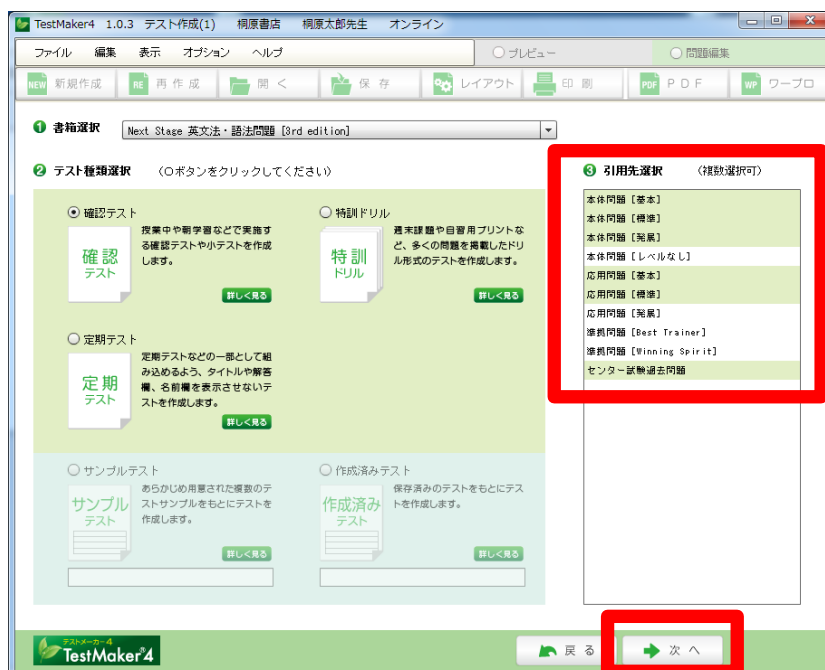 TestMaker4 1.0.3 テスト作成(1) 桐原書店 桐原太郎先生 オンライン
ファイル 編集 表示 オプション ヘルプ プレビュー 問題編集
NEW 新規作成 RE 再作成 開く 保存 レイアウト 印刷 PDF PDF WP ワープロ
1 書籍選択 Next Stage 英文法・語法問題 [3rd edition]
2 テスト種類選択 (○ボタンをクリックしてください)
確認テスト
確認
テスト
授業中や朝学習などで実施す
る確認テストや小テストを作成
します。
詳しく見る
特訓ドリル
特訓
ドリル
週末課題や自習用プリントな
ど、多くの問題を掲載したドリ
ル形式のテストを作成します。
詳しく見る
定期テスト
定期
テスト
定期テストなどの一部として組
み込めるよう、タイトルや解答
欄、名前欄を表示させないテ
ストを作成します。
詳しく見る
サンプルテスト
サンプル
テスト
あらかじめ用意された複数のテ
ストサンプルをもとにテストを
作成します。
詳しく見る
作成済みテスト
作成済み
テスト
保存済みのテストをもとにテス
トを作成します。
詳しく見る
3 引用先選択 (複数選択可)
本体問題 [基本]
本体問題 [標準]
本体問題 [発展]
本体問題 [レベルなし]
応用問題 [基本]
応用問題 [標準]
応用問題 [発展]
準拠問題 [Best Trainer]
準拠問題 [Winning Spirit]
センター試験過去問題
テストメーカー4
TestMaker®4
戻る
次へ